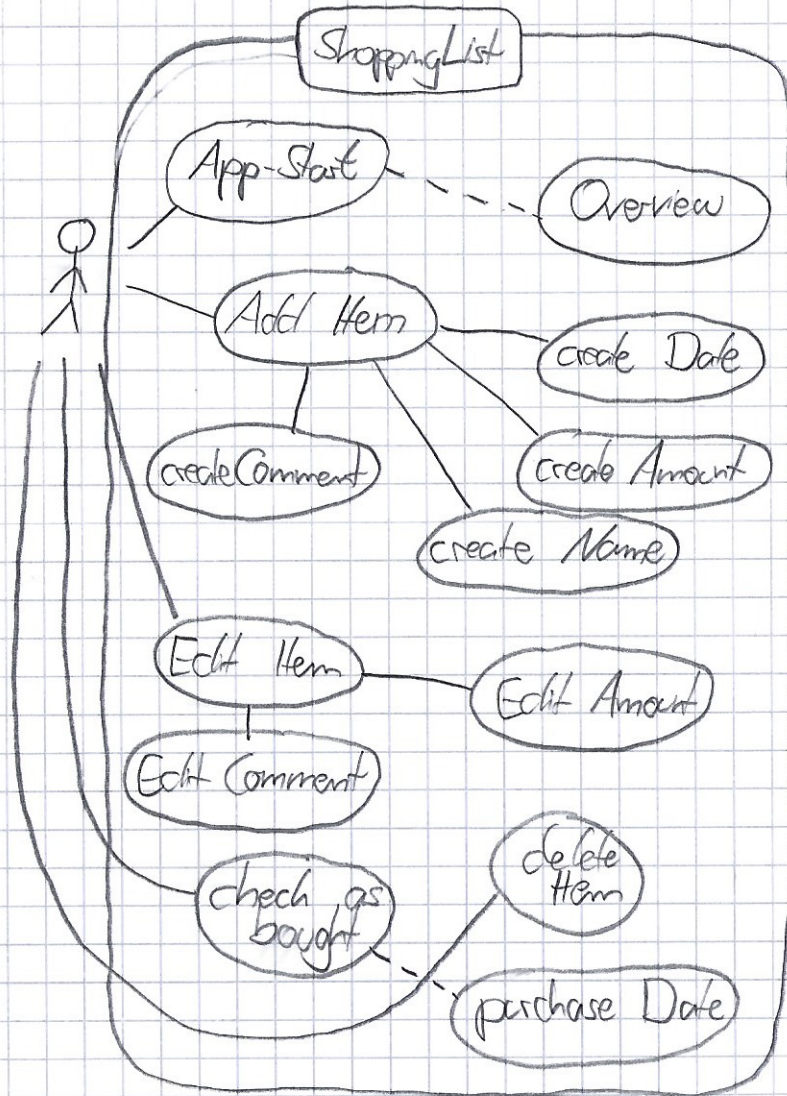 ShoppingList
App-Start
Overview
Add Item
create Date
createComment
create Amount
create Name
Edit Item
Edit Amount
Edit Comment
delete
Item
check as
bought
purchase Date